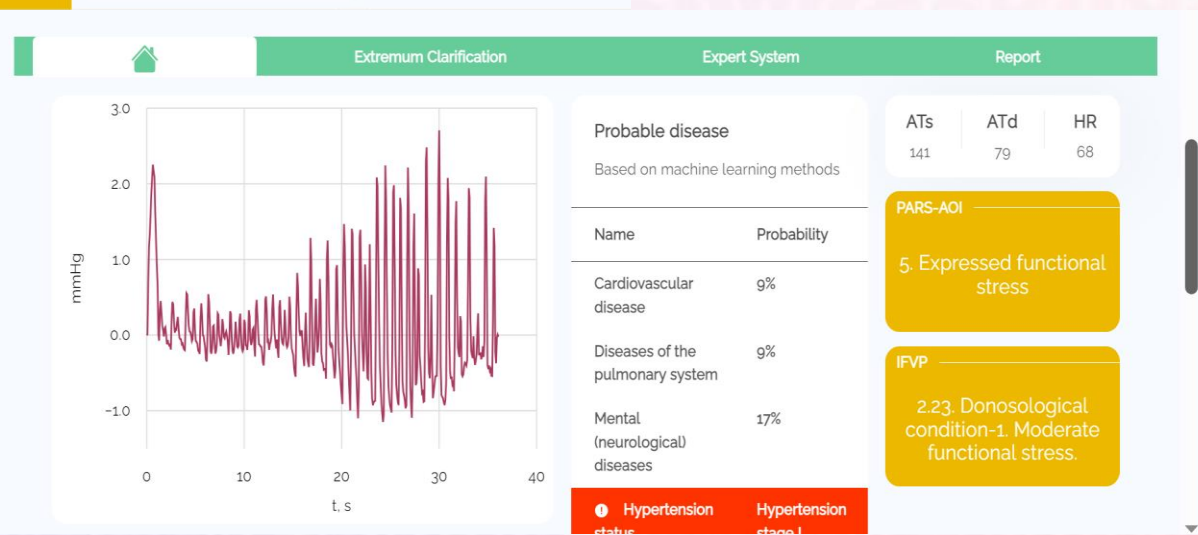 Extremum Clarification
Expert System
Report
3.0
2.0
1.0
0.0
-1.0
mmHg
0
10
20
30
40
t, s
Probable disease
Based on machine learning methods
Name Probability
Cardiovascular 9%
disease
Diseases of the 9%
pulmonary system
Mental 17%
(neurological)
diseases
Hypertension Hypertension
status stage I
ATs ATd HR
141 79 68
PARS-AOI
5. Expressed functional
stress
IFVP
2.23. Donosological
condition-1. Moderate
functional stress.